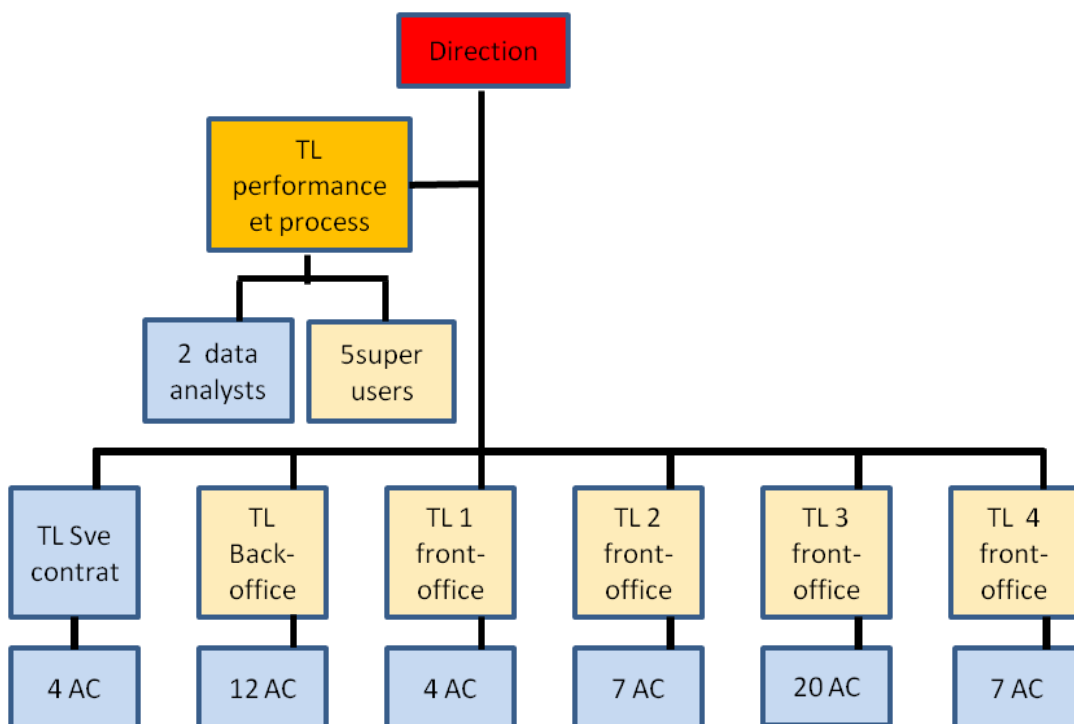 Direction
TL
performance
et process
2 data
analysts
5super
users
TL Sve
contrat
TL
Back-
office
TL 1
front-
office
TL 2
front-
office
TL 3
front-
office
TL 4
front-
office
4 AC
12 AC
4 AC
7 AC
20 AC
7 AC